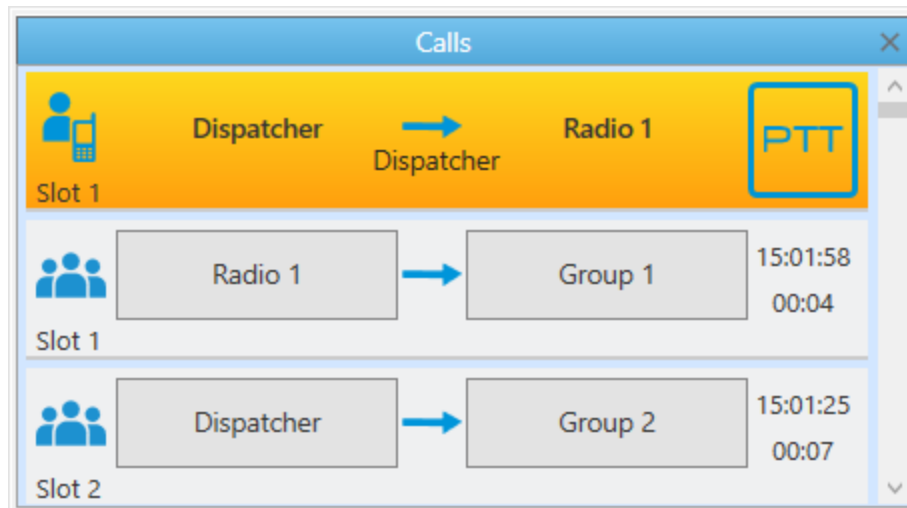 Calls
Dispatcher Radio 1
Dispatcher
PTT
Slot 1
Radio 1 Group 1 15:01:58
00:04
Slot 1
Dispatcher Group 2 15:01:25
00:07
Slot 2